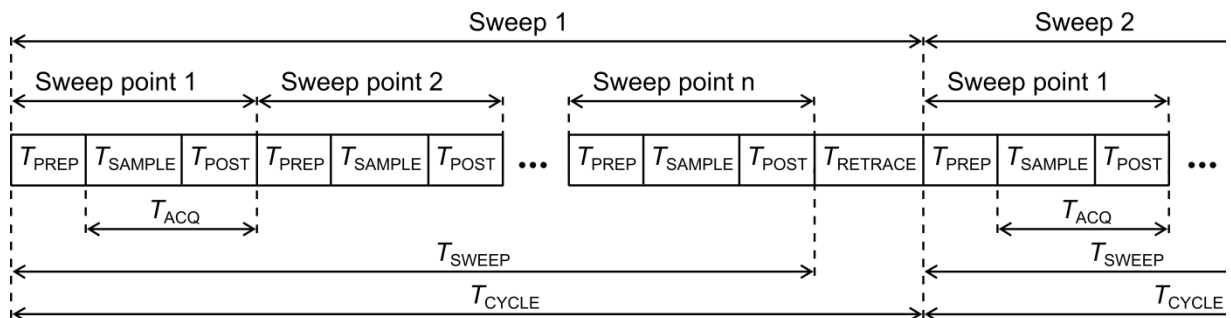 Sweep 1 Sweep 2
Sweep point 1 Sweep point 2 Sweep point n Sweep point 1
TPREP TSAMPLE TPOST TPREP TSAMPLE TPOST ... TPREP TSAMPLE TPOST TRETRACE TPREP TSAMPLE TPOST ...
TACQ TACQ
TSWEEP TSWEEP
TCYCLE TCYCLE